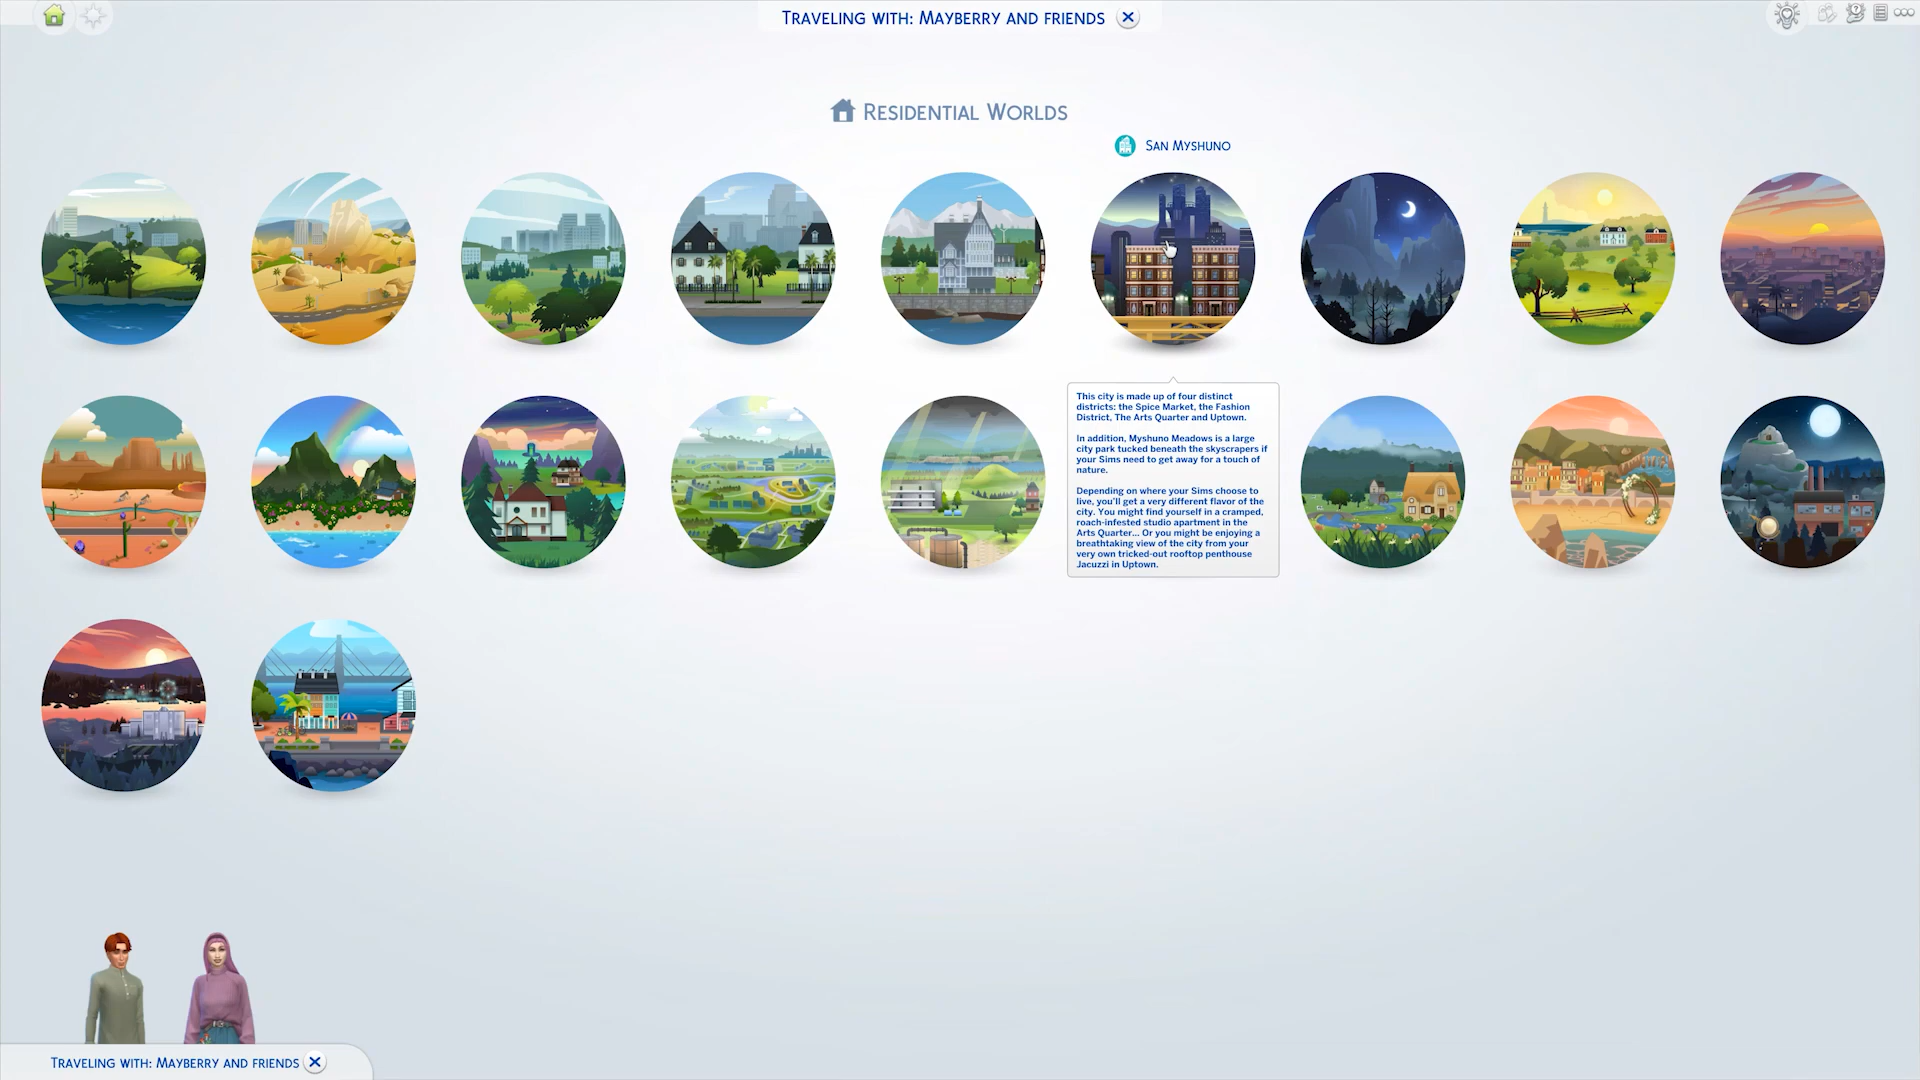 TRAVELING WITH: MAYBERRY AND FRIENDS
RESIDENTIAL WORLDS
SAN MYSHUNO
This city is made up of four distinct
districts: the Spice Market, the Fashion
District, The Arts Quarter and Uptown.
In addition, Myshuno Meadows is a large
city park tucked beneath the skyscrapers if
your Sims need to get away for a touch of
nature.
Depending on where your Sims choose to
live, you'll get a very different flavor of the
city. You might find yourself in a cramped,
roach-infested studio apartment in the
Arts Quarter... Or you might be enjoying a
breathtaking view of the city from your
very own tricked-out rooftop penthouse
Jacuzzi in Uptown.
TRAVELING WITH: MAYBERRY AND FRIENDS